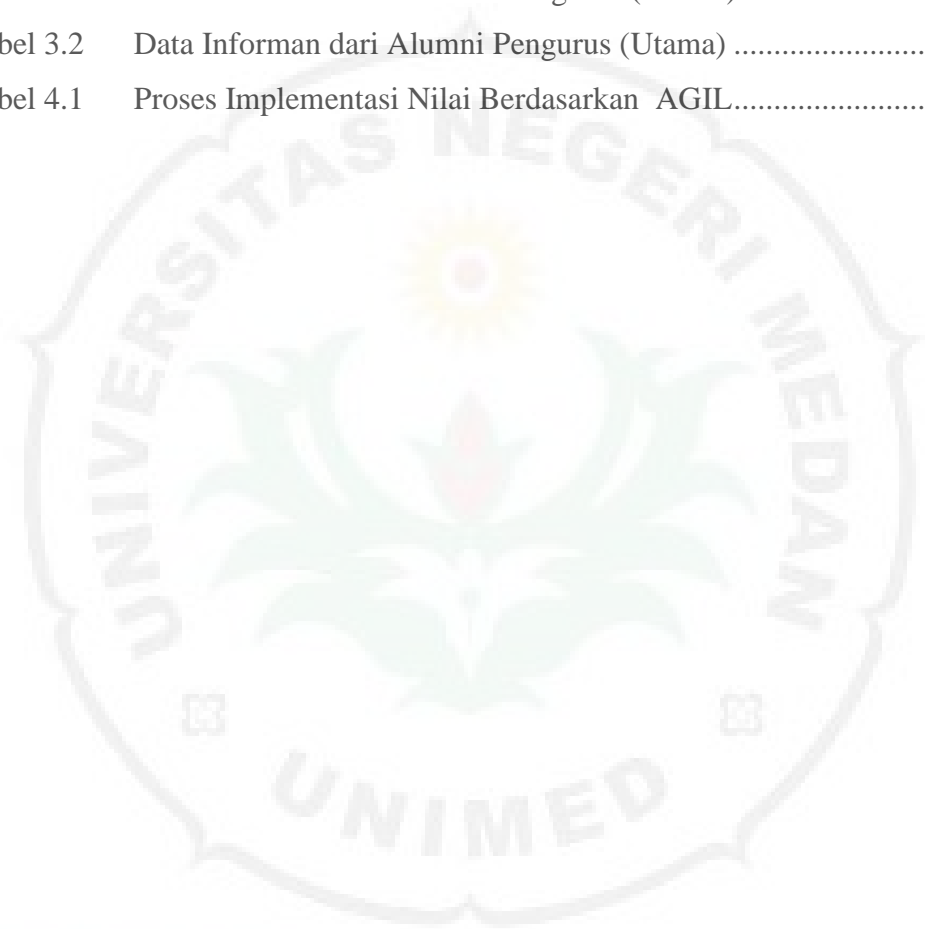 bel 3.2 Data Informan dari Alumni Pengurus (Utama) ........................
bel 4.1 Proses Implementasi Nilai Berdasarkan AGIL........................
UNIVERSITAS NEGERI MEDAN
UNIMED